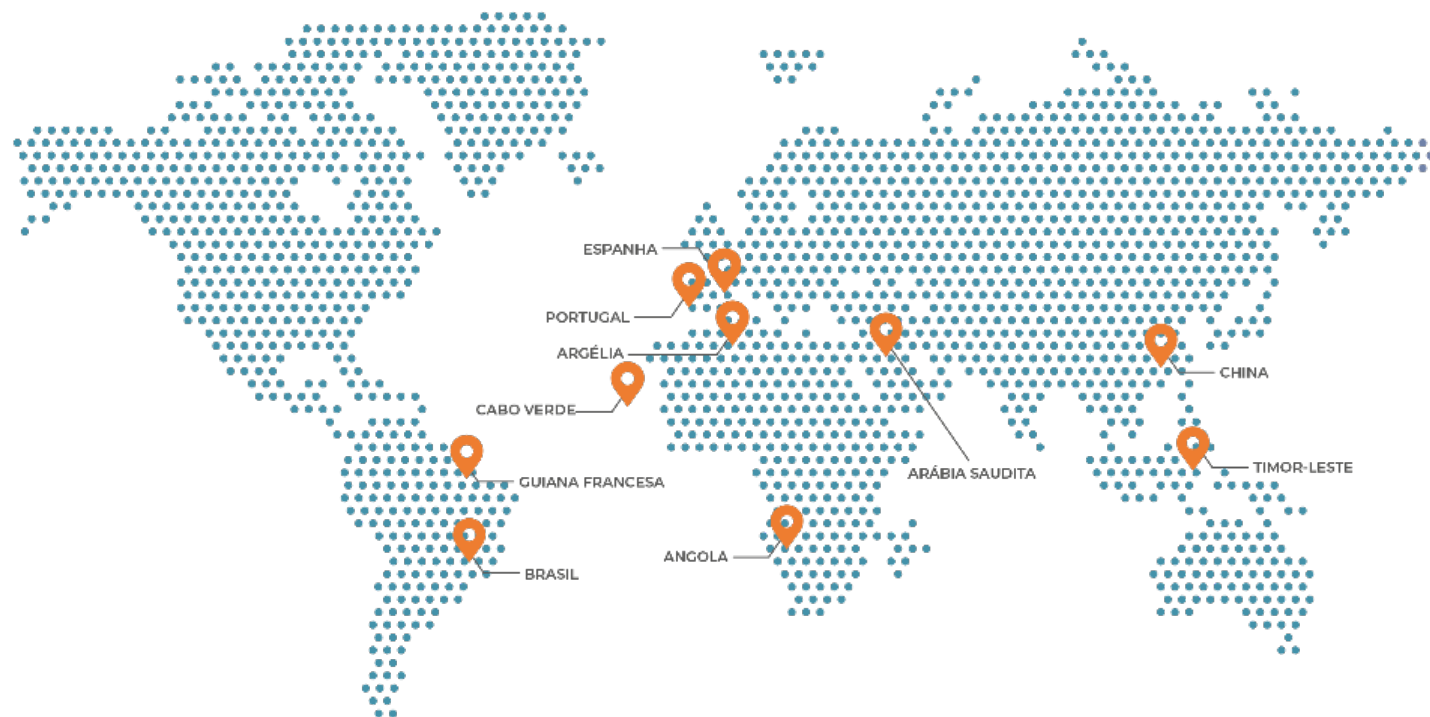 ESPANHA
PORTUGAL
ARGÉLIA
CHINA
CABO VERDE
TIMOR-LESTE
ARÁBIA SAUDITA
GUIANA FRANCESA
ANGOLA
BRASIL